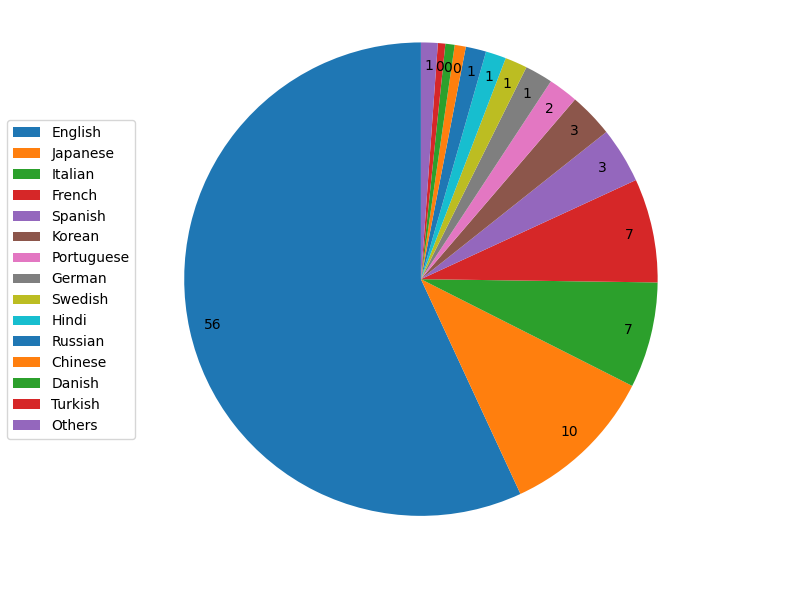 English
Japanese
Italian
French
Spanish
Korean
Portuguese
German
Swedish
Hindi
Russian
Chinese
Danish
Turkish
Others
56
10
7
7
3
3
2
1
1
1
1
0
0
0
1